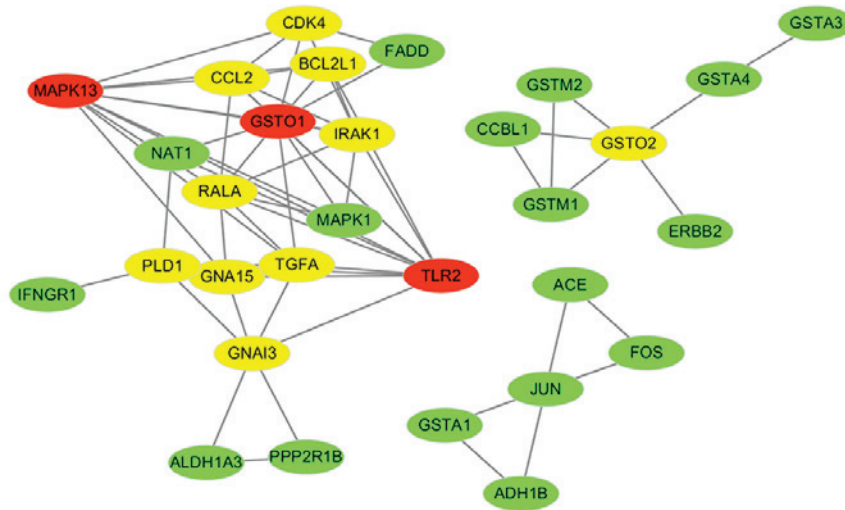 CDK4
FADD
BCL2L1
CCL2
MAPK13
GSTO1
IRAK1
NAT1
RALA
MAPK1
PLD1
GNA15
TGFA
TLR2
IFNGR1
GNAI3
ALDH1A3
PPP2R1B
GSTA3
GSTA4
GSTM2
CCBL1
GSTO2
GSTM1
ERBB2
ACE
FOS
JUN
GSTA1
ADH1B